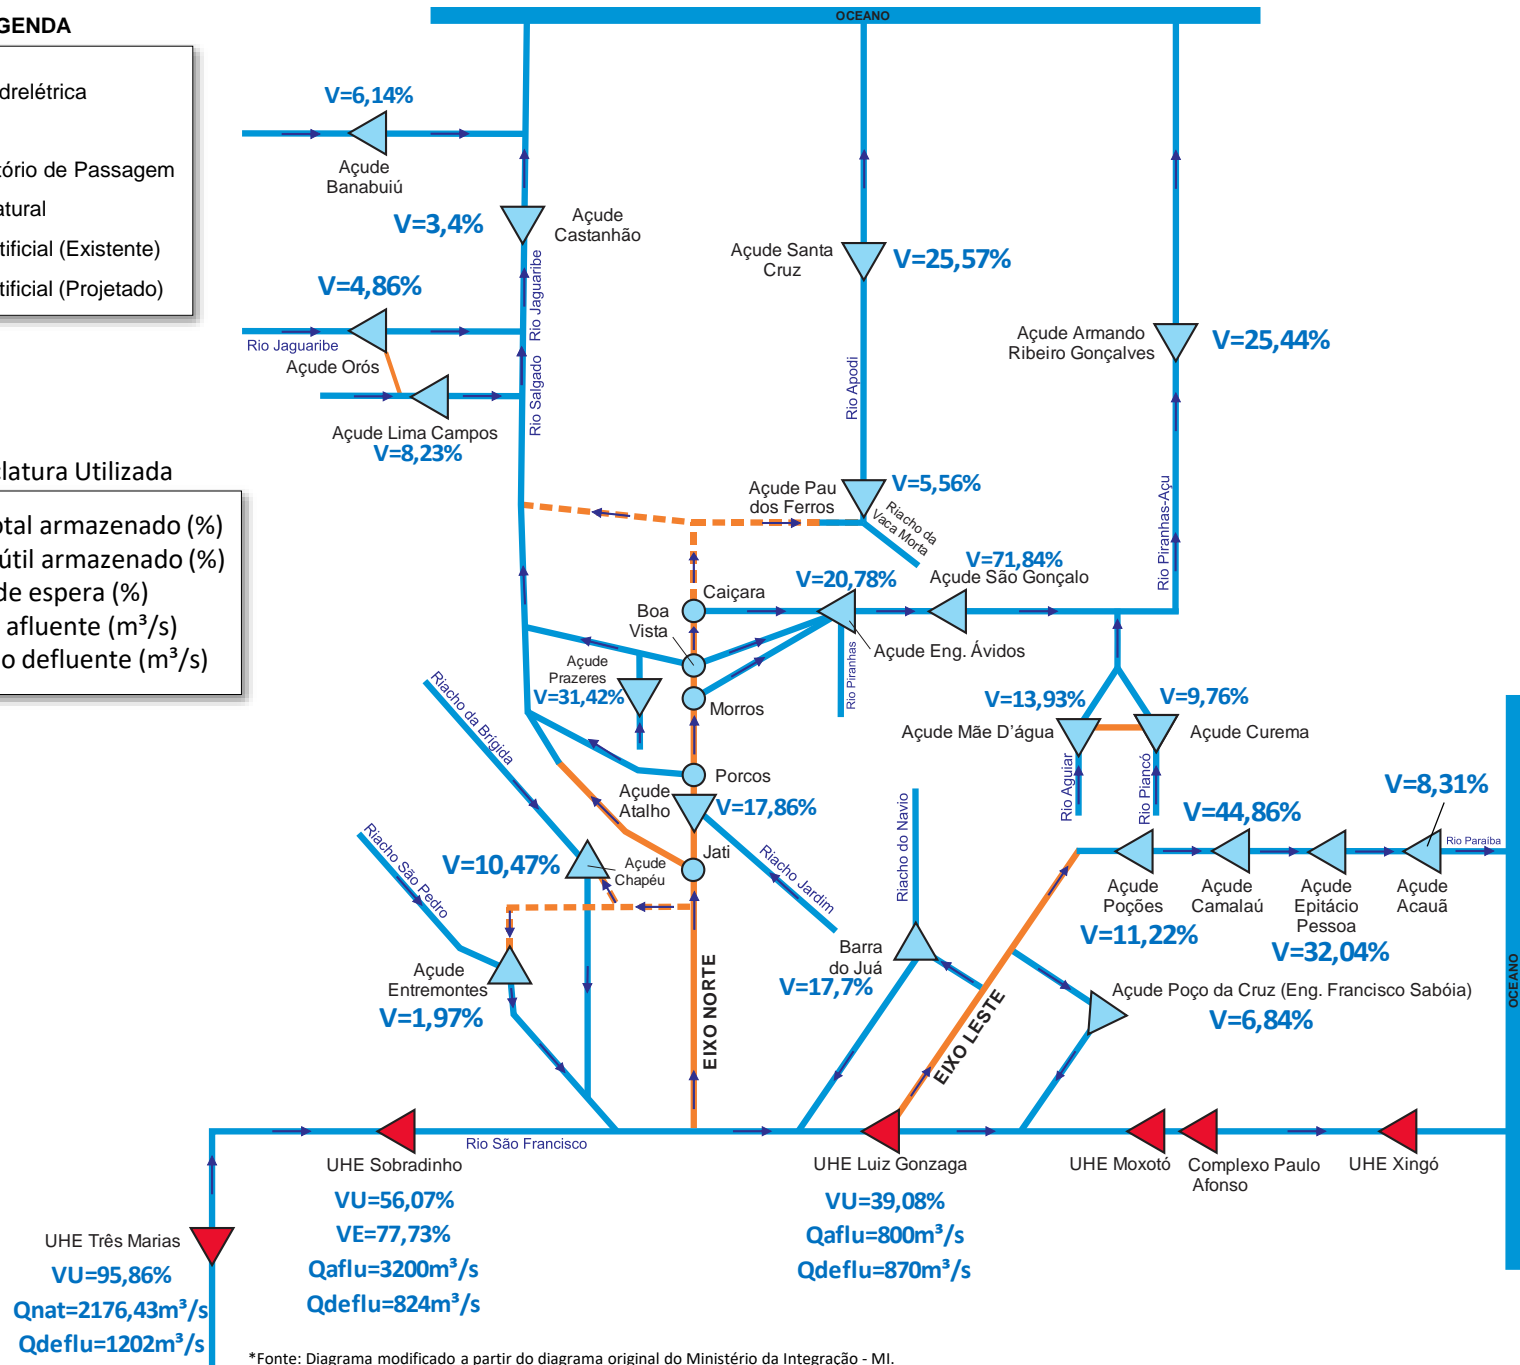 GENDA
drelétrica
tório de Passagem
atural
tificial (Existente)
tificial (Projetado)
latura Utilizada
otal armazenado (%)
útil armazenado (%)
de espera (%)
afluente (m³/s)
o defluente (m³/s)
OCEANO
V=6,14%
Açude
Banabuiú
V=3,4%
Açude
Castanhão
Rio Jaguaribe
V=4,86%
Rio Jaguaribe
Açude Orós
Rio Salgado
Açude Lima Campos
V=8,23%
Açude Santa
Cruz
V=25,57%
Rio Apodi
Açude Armando
Ribeiro Gonçalves
V=25,44%
Rio Piranhas-Açu
Açude Pau
dos Ferros
V=5,56%
Riacho da
Vaca Morta
V=71,84%
Açude São Gonçalo
V=20,78%
Açude Eng. Ávidos
Rio Piranhas
Caiçara
Boa
Vista
Morros
Açude
Prazeres
V=31,42%
Porcos
Açude
Atalho
V=17,86%
Jati
Riacho Jardim
Riacho da Brígida
Riacho São Pedro
V=10,47%
Açude
Chapéu
Açude
Entremontes
V=1,97%
EIXO NORTE
V=13,93%
Açude Mãe D'água
V=9,76%
Açude Curema
Rio Aguiar
Rio Piancó
V=8,31%
V=44,86%
Rio Paraíba
Açude
Poções
V=11,22%
Açude
Camalaú
Açude
Epitácio
Pessoa
V=32,04%
Açude
Acauã
Riacho do Navio
Barra
do Juá
V=17,7%
EIXO LESTE
Açude Poço da Cruz (Eng. Francisco Sabóia)
V=6,84%
OCEANO
Rio São Francisco
UHE Sobradinho
VU=56,07%
VE=77,73%
Qaflu=3200m³/s
Qdeflu=824m³/s
UHE Luiz Gonzaga
VU=39,08%
Qaflu=800m³/s
Qdeflu=870m³/s
UHE Moxotó
Complexo Paulo
Afonso
UHE Xingó
UHE Três Marias
VU=95,86%
Qnat=2176,43m³/s
Qdeflu=1202m³/s
*Fonte: Diagrama modificado a partir do diagrama original do Ministério da Integração - MI.